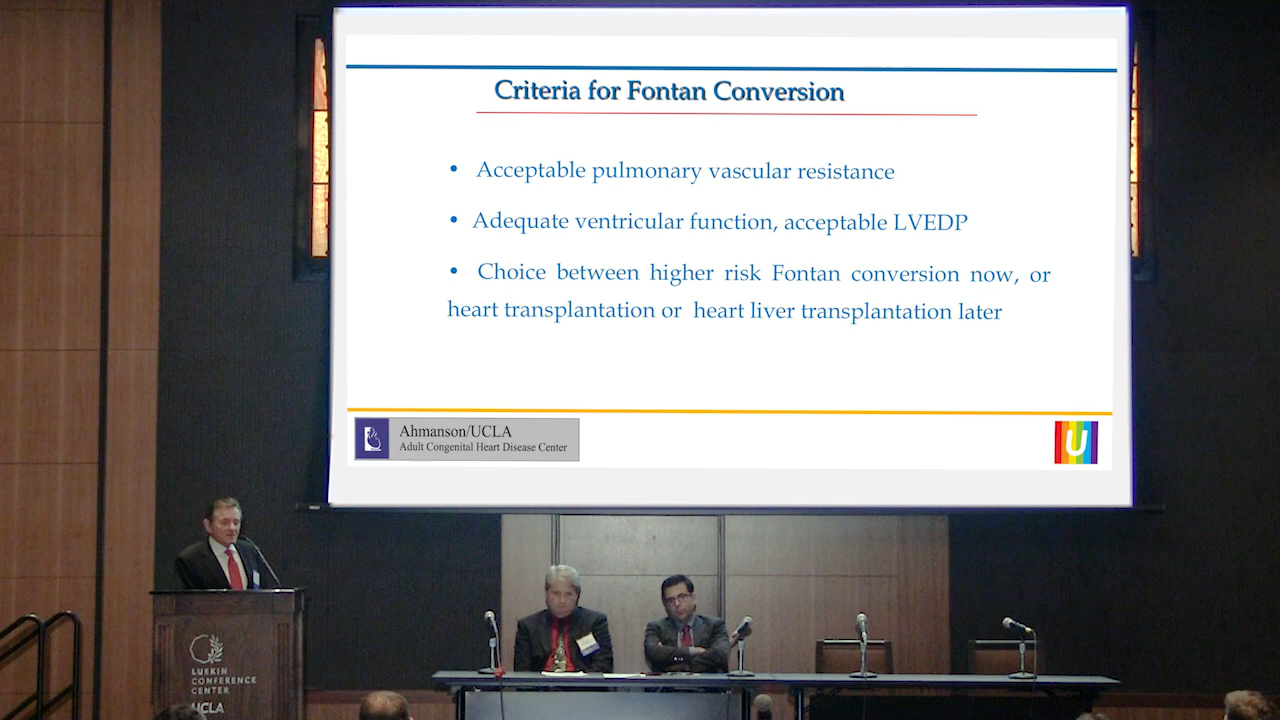 Criteria for Fontan Conversion
• Acceptable pulmonary vascular resistance
• Adequate ventricular function, acceptable LVEDP
• Choice between higher risk Fontan conversion now, or
heart transplantation or heart liver transplantation later
Ahmanson/UCLA
Adult Congenital Heart Disease Center
U
LUSKIN
CONFERENCE
CENTER
UCLA